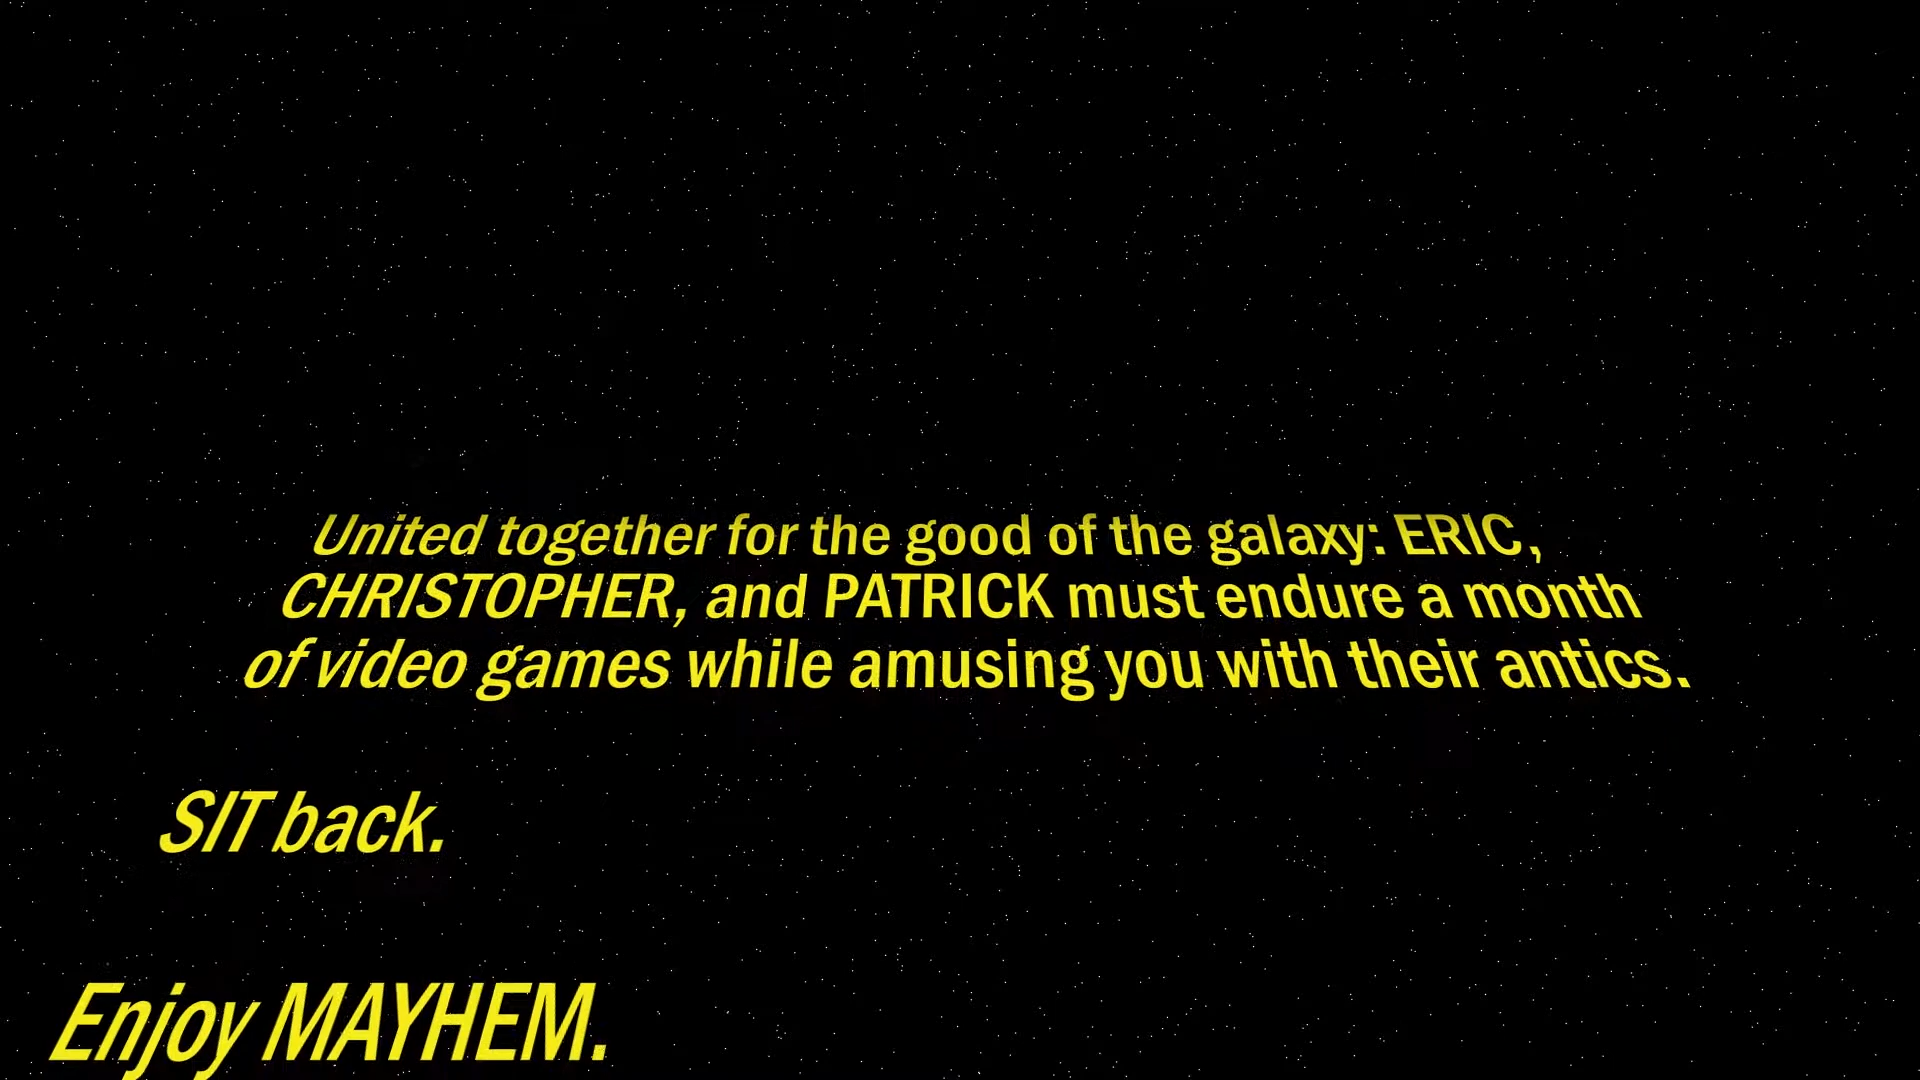 United together for the good of the galaxy: ERIC,
CHRISTOPHER, and PATRICK must endure a month
of video games while amusing you with their antics.
SIT back.
Enjoy MAYHEM.